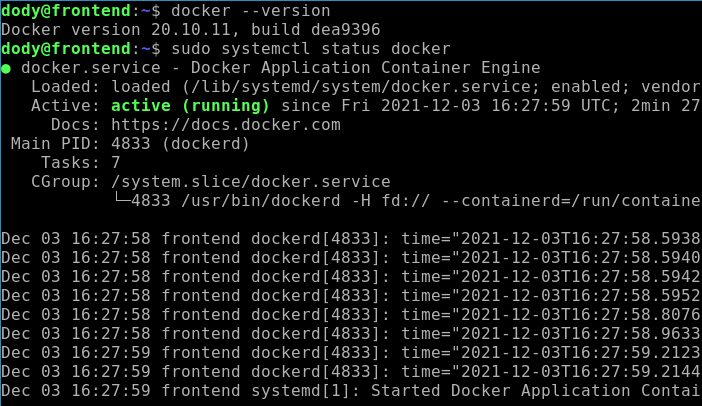 dody@frontend:~$ docker --version
Docker version 20.10.11, build dea9396
dody@frontend:~$ sudo systemctl status docker
● docker.service - Docker Application Container Engine
   Loaded: loaded (/lib/systemd/system/docker.service; enabled; vendor
   Active: active (running) since Fri 2021-12-03 16:27:59 UTC; 2min 27
     Docs: https://docs.docker.com
 Main PID: 4833 (dockerd)
    Tasks: 7
   CGroup: /system.slice/docker.service
           └─4833 /usr/bin/dockerd -H fd:// --containerd=/run/containe
Dec 03 16:27:58 frontend dockerd[4833]: time="2021-12-03T16:27:58.5938
Dec 03 16:27:58 frontend dockerd[4833]: time="2021-12-03T16:27:58.5940
Dec 03 16:27:58 frontend dockerd[4833]: time="2021-12-03T16:27:58.5942
Dec 03 16:27:58 frontend dockerd[4833]: time="2021-12-03T16:27:58.5952
Dec 03 16:27:58 frontend dockerd[4833]: time="2021-12-03T16:27:58.8076
Dec 03 16:27:58 frontend dockerd[4833]: time="2021-12-03T16:27:58.9633
Dec 03 16:27:59 frontend dockerd[4833]: time="2021-12-03T16:27:59.2123
Dec 03 16:27:59 frontend dockerd[4833]: time="2021-12-03T16:27:59.2144
Dec 03 16:27:59 frontend systemd[1]: Started Docker Application Contai